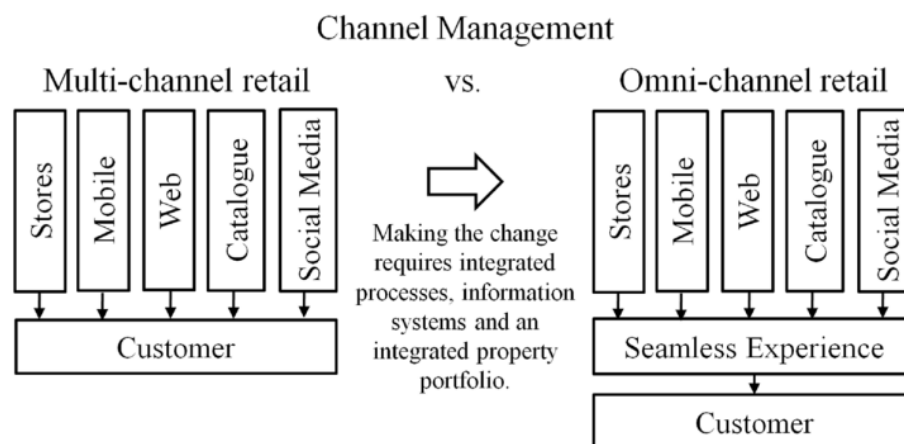 Channel Management
Multi-channel retail
vs.
Omni-channel retail
Stores
Mobile
Web
Catalogue
Social Media
Customer
Making the change
requires integrated
processes, information
systems and an
integrated property
portfolio.
Stores
Mobile
Web
Catalogue
Social Media
Seamless Experience
Customer